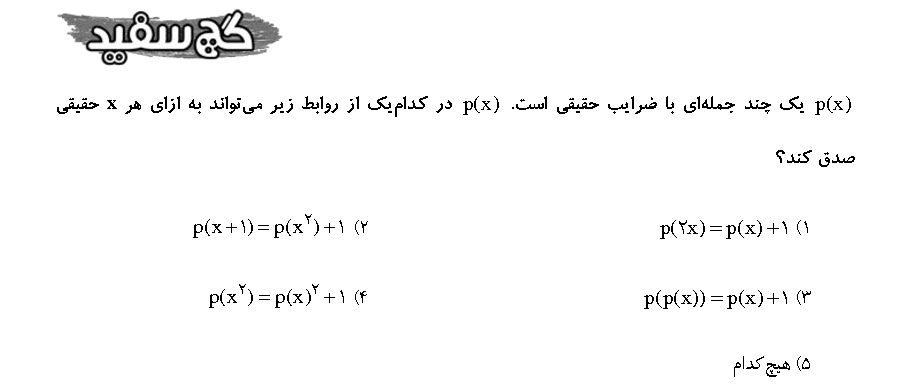 گچ سفید
p(x) یک چند جمله‌ای با ضرایب حقیقی است. p(x) در کدام‌یک از روابط زیر می‌تواند به ازای هر x حقیقی
صدق کند؟
۱) p(۲x) = p(x) + ۱ ۲) p(x + ۱) = p(x^۲) + ۱
۳) p(p(x)) = p(x) + ۱ ۴) p(x^۲) = p(x)^۲ + ۱
۵) هیچ‌کدام